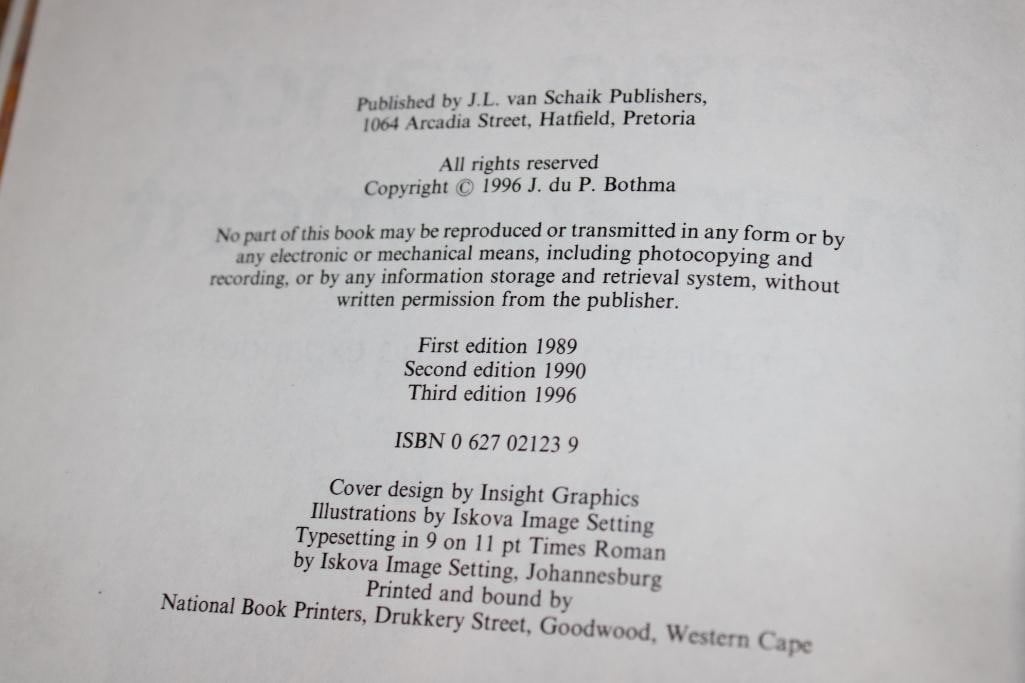 Published by J.L. van Schaik Publishers,
1064 Arcadia Street, Hatfield, Pretoria
All rights reserved
Copyright © 1996 J. du P. Bothma
No part of this book may be reproduced or transmitted in any form or by
any electronic or mechanical means, including photocopying and
recording, or by any information storage and retrieval system, without
written permission from the publisher.
First edition 1989
Second edition 1990
Third edition 1996
ISBN 0 627 02123 9
Cover design by Insight Graphics
Illustrations by Iskova Image Setting
Typesetting in 9 on 11 pt Times Roman
by Iskova Image Setting, Johannesburg
Printed and bound by
National Book Printers, Drukkery Street, Goodwood, Western Cape